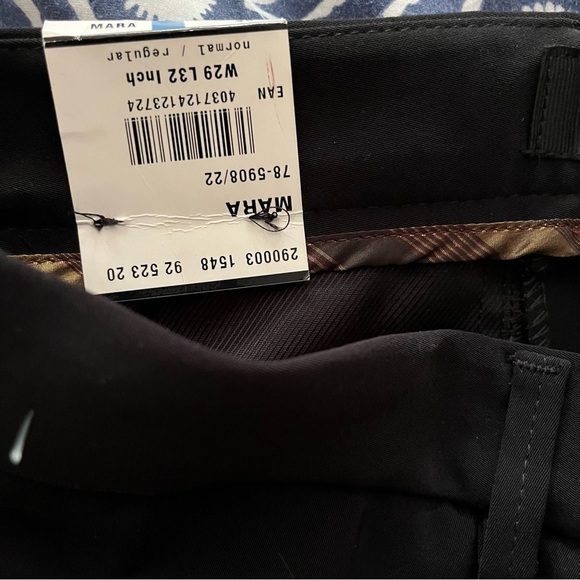 290003 1548 92 523 20
MARA
78-5908/22
4037124123724
EAN
W29 L32 Inch
normal / regular
MARA